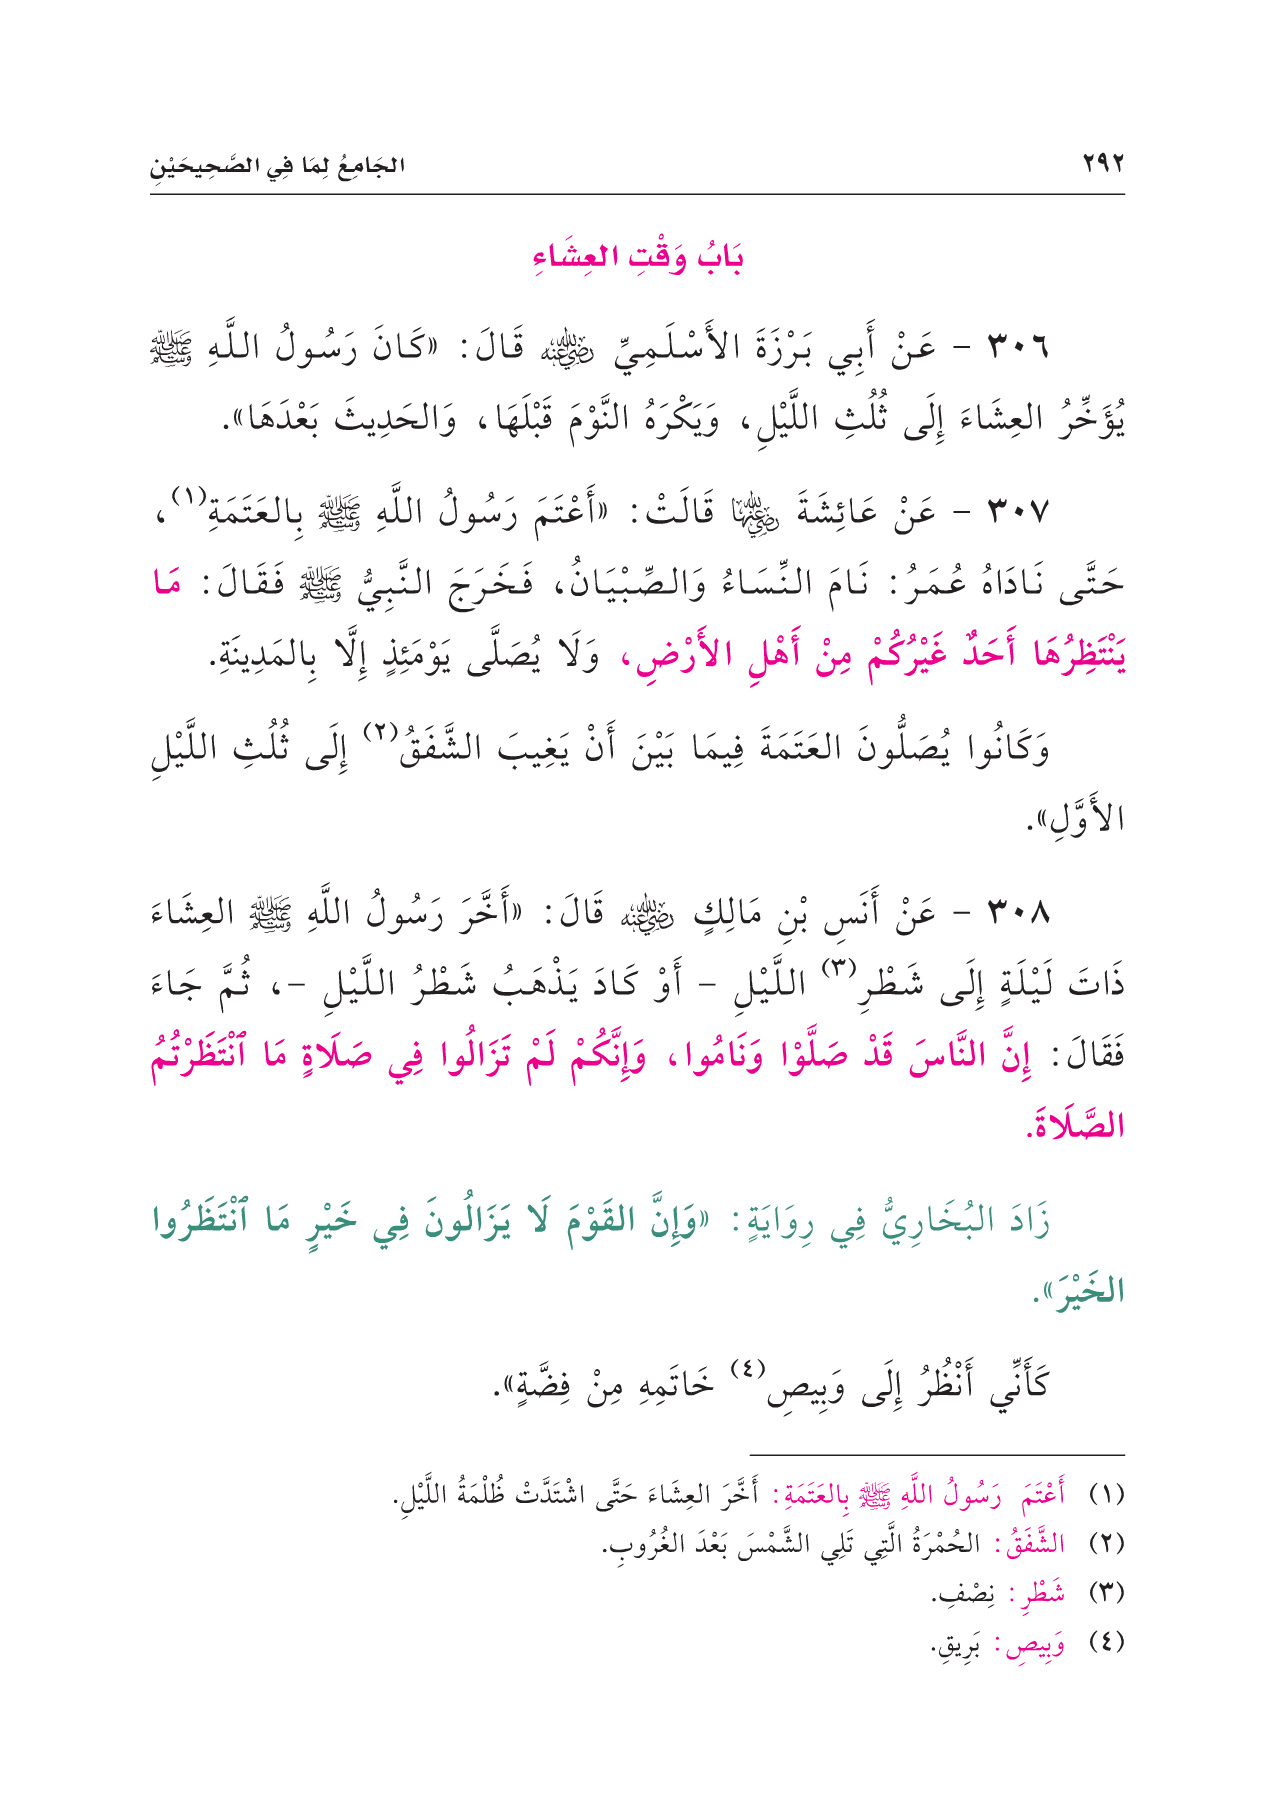 ٢٩٢ الجَامِعُ لِمَا فِي الصَّحِيحَيْنِ
بَابُ وَقْتِ العِشَاءِ
٣٠٦ - عَنْ أَبِي بَرْزَةَ الأَسْلَمِيِّ رضي الله عنه قَالَ: «كَانَ رَسُولُ اللَّهِ ﷺ
يُؤَخِّرُ العِشَاءَ إِلَى ثُلُثِ اللَّيْلِ، وَيَكْرَهُ النَّوْمَ قَبْلَهَا، وَالحَدِيثَ بَعْدَهَا».
٣٠٧ - عَنْ عَائِشَةَ رضي الله عنها قَالَتْ: «أَعْتَمَ رَسُولُ اللَّهِ ﷺ بِالعَتَمَةِ(١)،
حَتَّى نَادَاهُ عُمَرُ: نَامَ النِّسَاءُ وَالصِّبْيَانُ، فَخَرَجَ النَّبِيُّ ﷺ فَقَالَ: مَا
يَنْتَظِرُهَا أَحَدٌ غَيْرُكُمْ مِنْ أَهْلِ الأَرْضِ، وَلَا يُصَلَّى يَوْمَئِذٍ إِلَّا بِالمَدِينَةِ.
وَكَانُوا يُصَلُّونَ العَتَمَةَ فِيمَا بَيْنَ أَنْ يَغِيبَ الشَّفَقُ(٢) إِلَى ثُلُثِ اللَّيْلِ
الأَوَّلِ».
٣٠٨ - عَنْ أَنَسِ بْنِ مَالِكٍ رضي الله عنه قَالَ: «أَخَّرَ رَسُولُ اللَّهِ ﷺ العِشَاءَ
ذَاتَ لَيْلَةٍ إِلَى شَطْرِ(٣) اللَّيْلِ - أَوْ كَادَ يَذْهَبُ شَطْرُ اللَّيْلِ -، ثُمَّ جَاءَ
فَقَالَ: إِنَّ النَّاسَ قَدْ صَلَّوْا وَنَامُوا، وَإِنَّكُمْ لَمْ تَزَالُوا فِي صَلَاةٍ مَا ٱنْتَظَرْتُمُ
الصَّلَاةَ.
زَادَ البُخَارِيُّ فِي رِوَايَةٍ: «وَإِنَّ القَوْمَ لَا يَزَالُونَ فِي خَيْرٍ مَا ٱنْتَظَرُوا
الخَيْرَ».
كَأَنِّي أَنْظُرُ إِلَى وَبِيصِ(٤) خَاتَمِهِ مِنْ فِضَّةٍ».
(١) أَعْتَمَ رَسُولُ اللَّهِ ﷺ بِالعَتَمَةِ: أَخَّرَ العِشَاءَ حَتَّى اشْتَدَّتْ ظُلْمَةُ اللَّيْلِ.
(٢) الشَّفَقُ: الحُمْرَةُ الَّتِي تَلِي الشَّمْسَ بَعْدَ الغُرُوبِ.
(٣) شَطْرِ: نِصْفِ.
(٤) وَبِيصِ: بَرِيقِ.